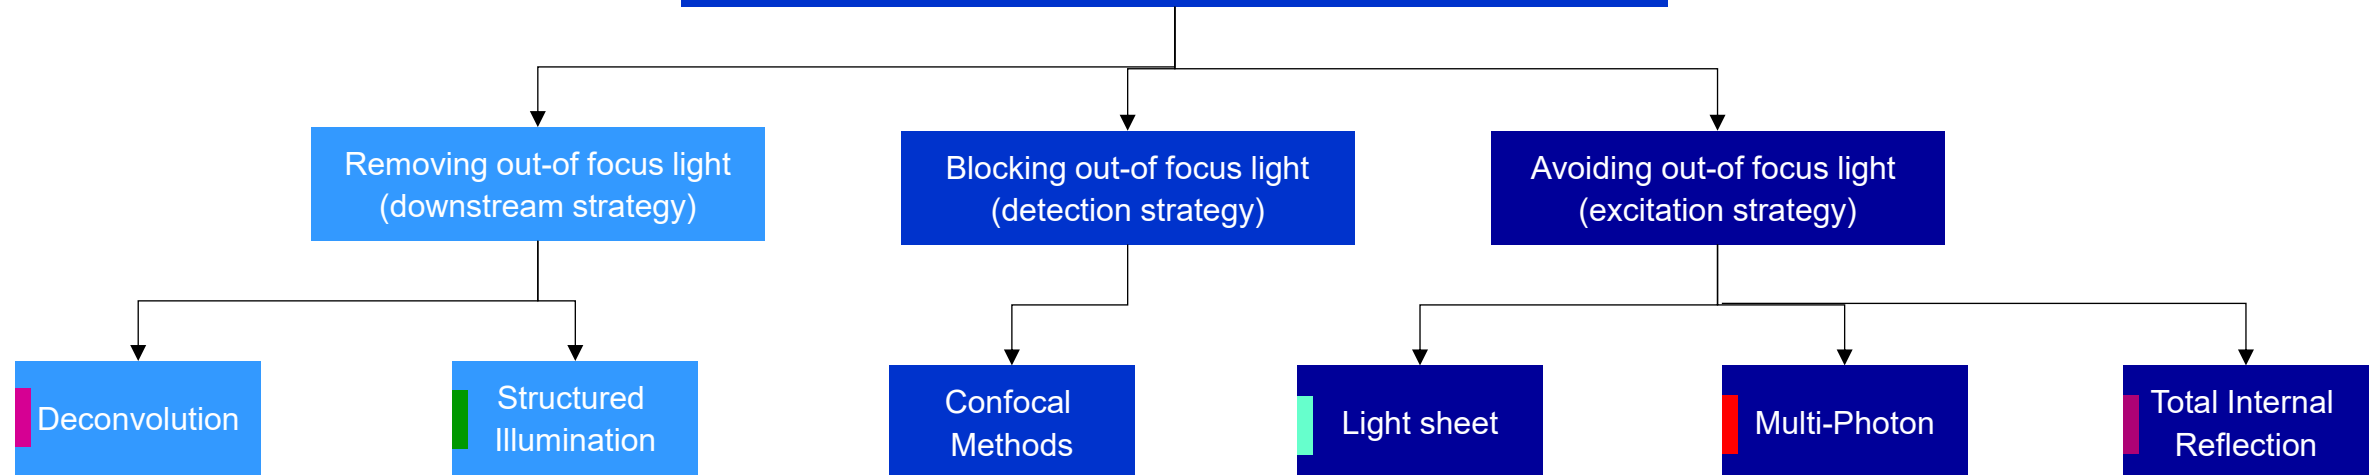 Removing out-of focus light
(downstream strategy)
Blocking out-of focus light
(detection strategy)
Avoiding out-of focus light
(excitation strategy)
Deconvolution
Structured
Illumination
Confocal
Methods
Light sheet
Multi-Photon
Total Internal
Reflection